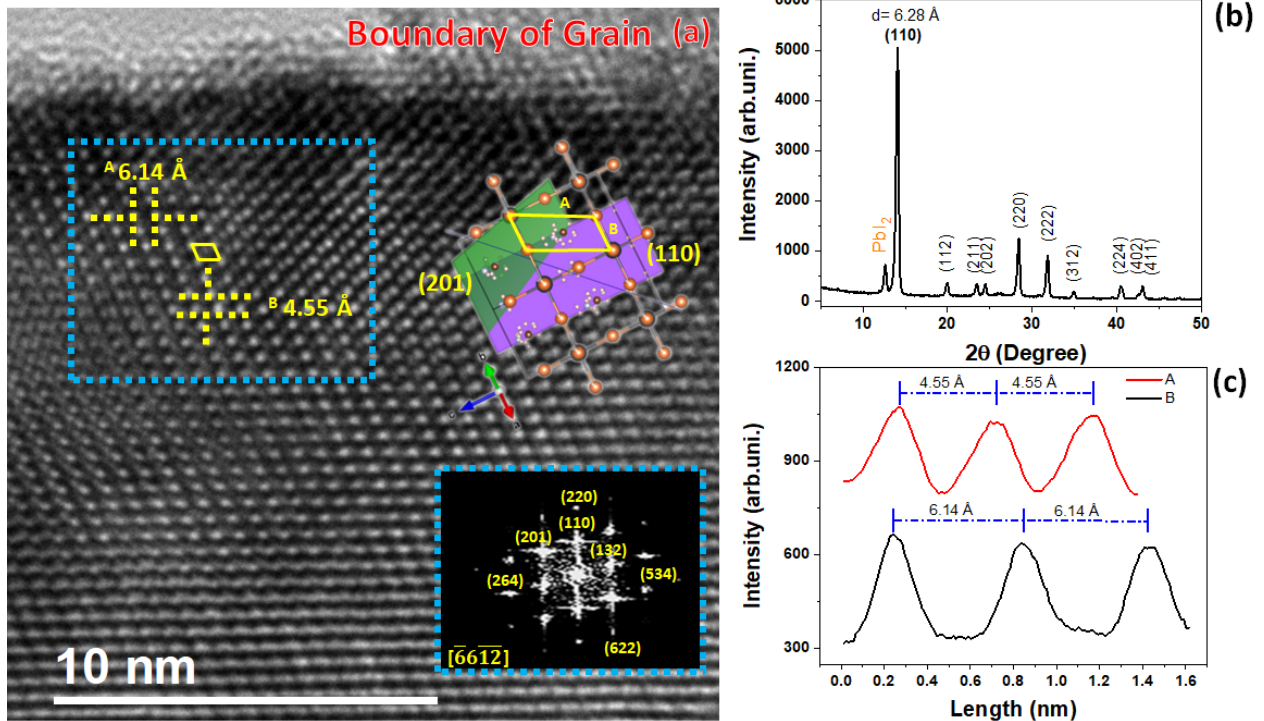 Boundary of Grain (a)
A 6.14 Å
B 4.55 Å
A
B
(201)
(110)
b
c
a
(220)
(110)
(201)
(132)
(264)
(534)
(622)
[6̅61̅2̅]
10 nm
(b)
d= 6.28 Å
(110)
PbI2
(112)
(211)
(202)
(220)
(222)
(312)
(224)
(402)
(411)
6000
5000
4000
3000
2000
1000
0
Intensity (arb.uni.)
10 20 30 40 50
2θ (Degree)
(c)
4.55 Å 4.55 Å
A
B
6.14 Å 6.14 Å
1200
900
600
300
Intensity (arb.uni.)
0.0 0.2 0.4 0.6 0.8 1.0 1.2 1.4 1.6
Length (nm)